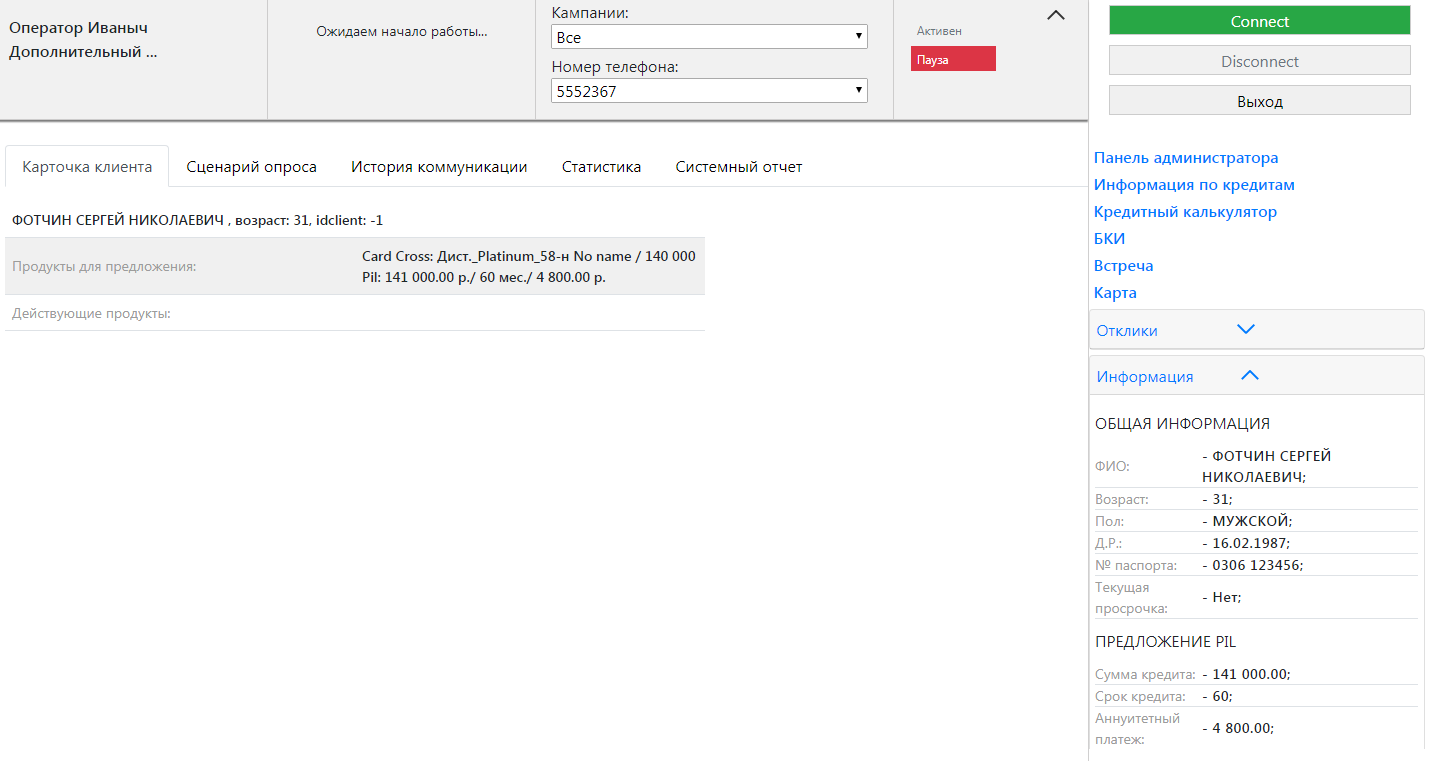 Оператор Иваныч
Дополнительный ...
Ожидаем начало работы...
Кампании:
Все
Номер телефона:
5552367
Активен
Пауза
Connect
Disconnect
Выход
Карточка клиента
Сценарий опроса
История коммуникации
Статистика
Системный отчет
ФОТЧИН СЕРГЕЙ НИКОЛАЕВИЧ , возраст: 31, idclient: -1
Продукты для предложения:
Card Cross: Дист._Platinum_58-н No name / 140 000
Pil: 141 000.00 р./ 60 мес./ 4 800.00 р.
Действующие продукты:
Панель администратора
Информация по кредитам
Кредитный калькулятор
БКИ
Встреча
Карта
Отклики
Информация
ОБЩАЯ ИНФОРМАЦИЯ
ФИО:
- ФОТЧИН СЕРГЕЙ
НИКОЛАЕВИЧ;
Возраст:
- 31;
Пол:
- МУЖСКОЙ;
Д.Р.:
- 16.02.1987;
№ паспорта:
- 0306 123456;
Текущая
просрочка:
- Нет;
ПРЕДЛОЖЕНИЕ PIL
Сумма кредита:
- 141 000.00;
Срок кредита:
- 60;
Аннуитетный
платеж:
- 4 800.00;